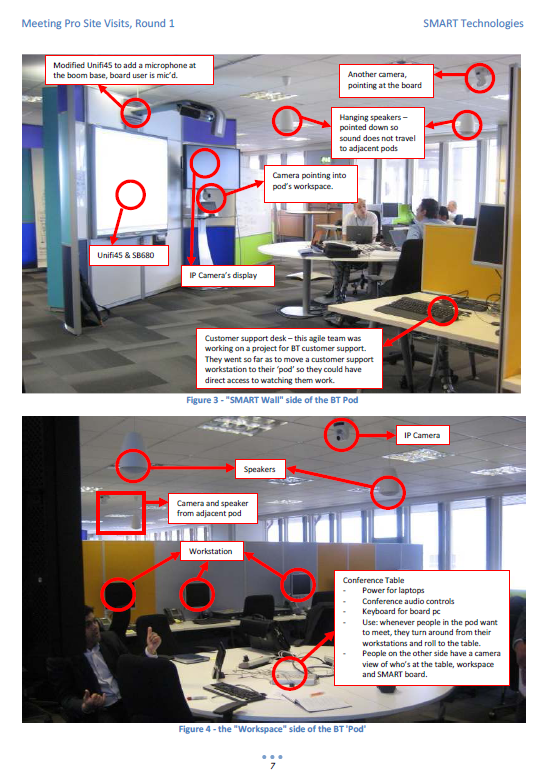 Meeting Pro Site Visits, Round 1
SMART Technologies
Modified Unifi45 to add a microphone at
the boom base, board user is mic'd.
Another camera,
pointing at the board
Hanging speakers –
pointed down so
sound does not travel
to adjacent pods
Camera pointing into
pod's workspace.
Unifi45 & SB680
IP Camera's display
Customer support desk – this agile team was
working on a project for BT customer support.
They went so far as to move a customer support
workstation to their 'pod' so they could have
direct access to watching them work.
Figure 3 - "SMART Wall" side of the BT Pod
IP Camera
Speakers
Camera and speaker
from adjacent pod
Workstation
Conference Table
- Power for laptops
- Conference audio controls
- Keyboard for board pc
- Use: whenever people in the pod want
to meet, they turn around from their
workstations and roll to the table.
- People on the other side have a camera
view of who's at the table, workspace
and SMART board.
Figure 4 - the "Workspace" side of the BT 'Pod'
7